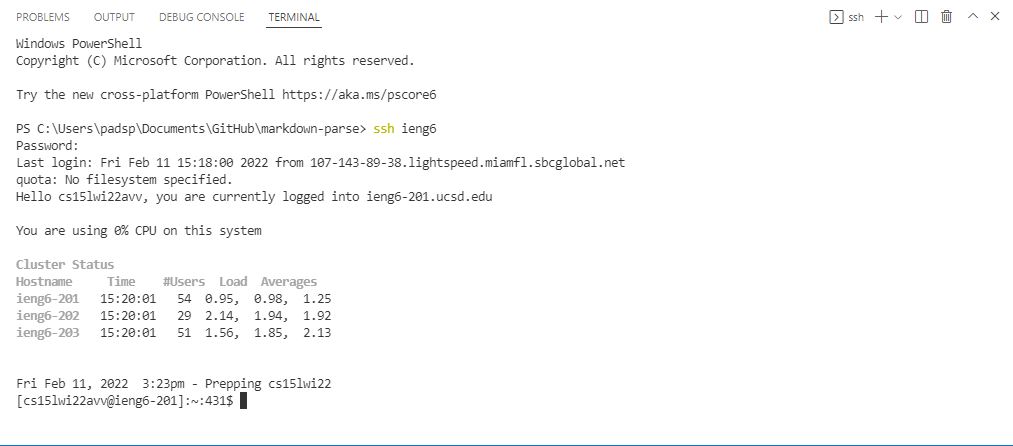 PROBLEMS OUTPUT DEBUG CONSOLE TERMINAL ssh
Windows PowerShell
Copyright (C) Microsoft Corporation. All rights reserved.
Try the new cross-platform PowerShell https://aka.ms/pscore6
PS C:\Users\padsp\Documents\GitHub\markdown-parse> ssh ieng6
Password:
Last login: Fri Feb 11 15:18:00 2022 from 107-143-89-38.lightspeed.miamfl.sbcglobal.net
quota: No filesystem specified.
Hello cs15lwi22avv, you are currently logged into ieng6-201.ucsd.edu
You are using 0% CPU on this system
Cluster Status
Hostname     Time    #Users  Load  Averages
ieng6-201   15:20:01   54  0.95,  0.98,  1.25
ieng6-202   15:20:01   29  2.14,  1.94,  1.92
ieng6-203   15:20:01   51  1.56,  1.85,  2.13
Fri Feb 11, 2022  3:23pm - Prepping cs15lwi22
[cs15lwi22avv@ieng6-201]:~:431$